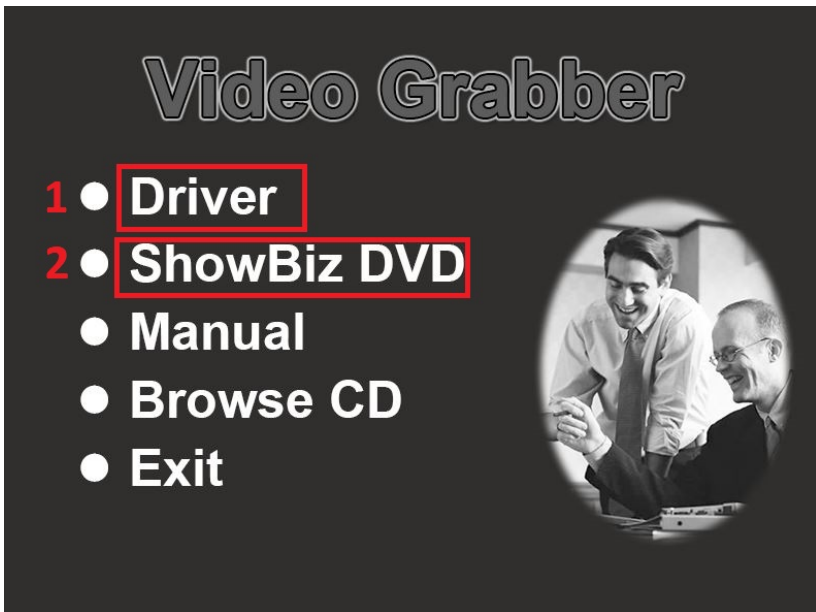 Video Grabber
1 Driver
2 ShowBiz DVD
Manual
Browse CD
Exit